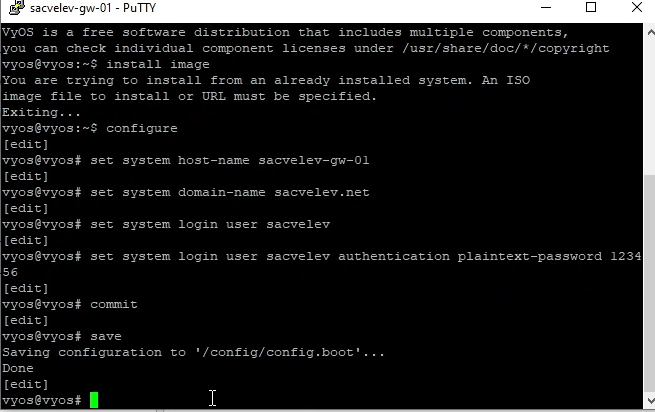 sacvelev-gw-01 - PuTTY
VyOS is a free software distribution that includes multiple components,
you can check individual component licenses under /usr/share/doc/*/copyright
vyos@vyos:~$ install image
You are trying to install from an already installed system. An ISO
image file to install or URL must be specified.
Exiting...
vyos@vyos:~$ configure
[edit]
vyos@vyos# set system host-name sacvelev-gw-01
[edit]
vyos@vyos# set system domain-name sacvelev.net
[edit]
vyos@vyos# set system login user sacvelev
[edit]
vyos@vyos# set system login user sacvelev authentication plaintext-password 1234
56
[edit]
vyos@vyos# commit
[edit]
vyos@vyos# save
Saving configuration to '/config/config.boot'...
Done
[edit]
vyos@vyos#